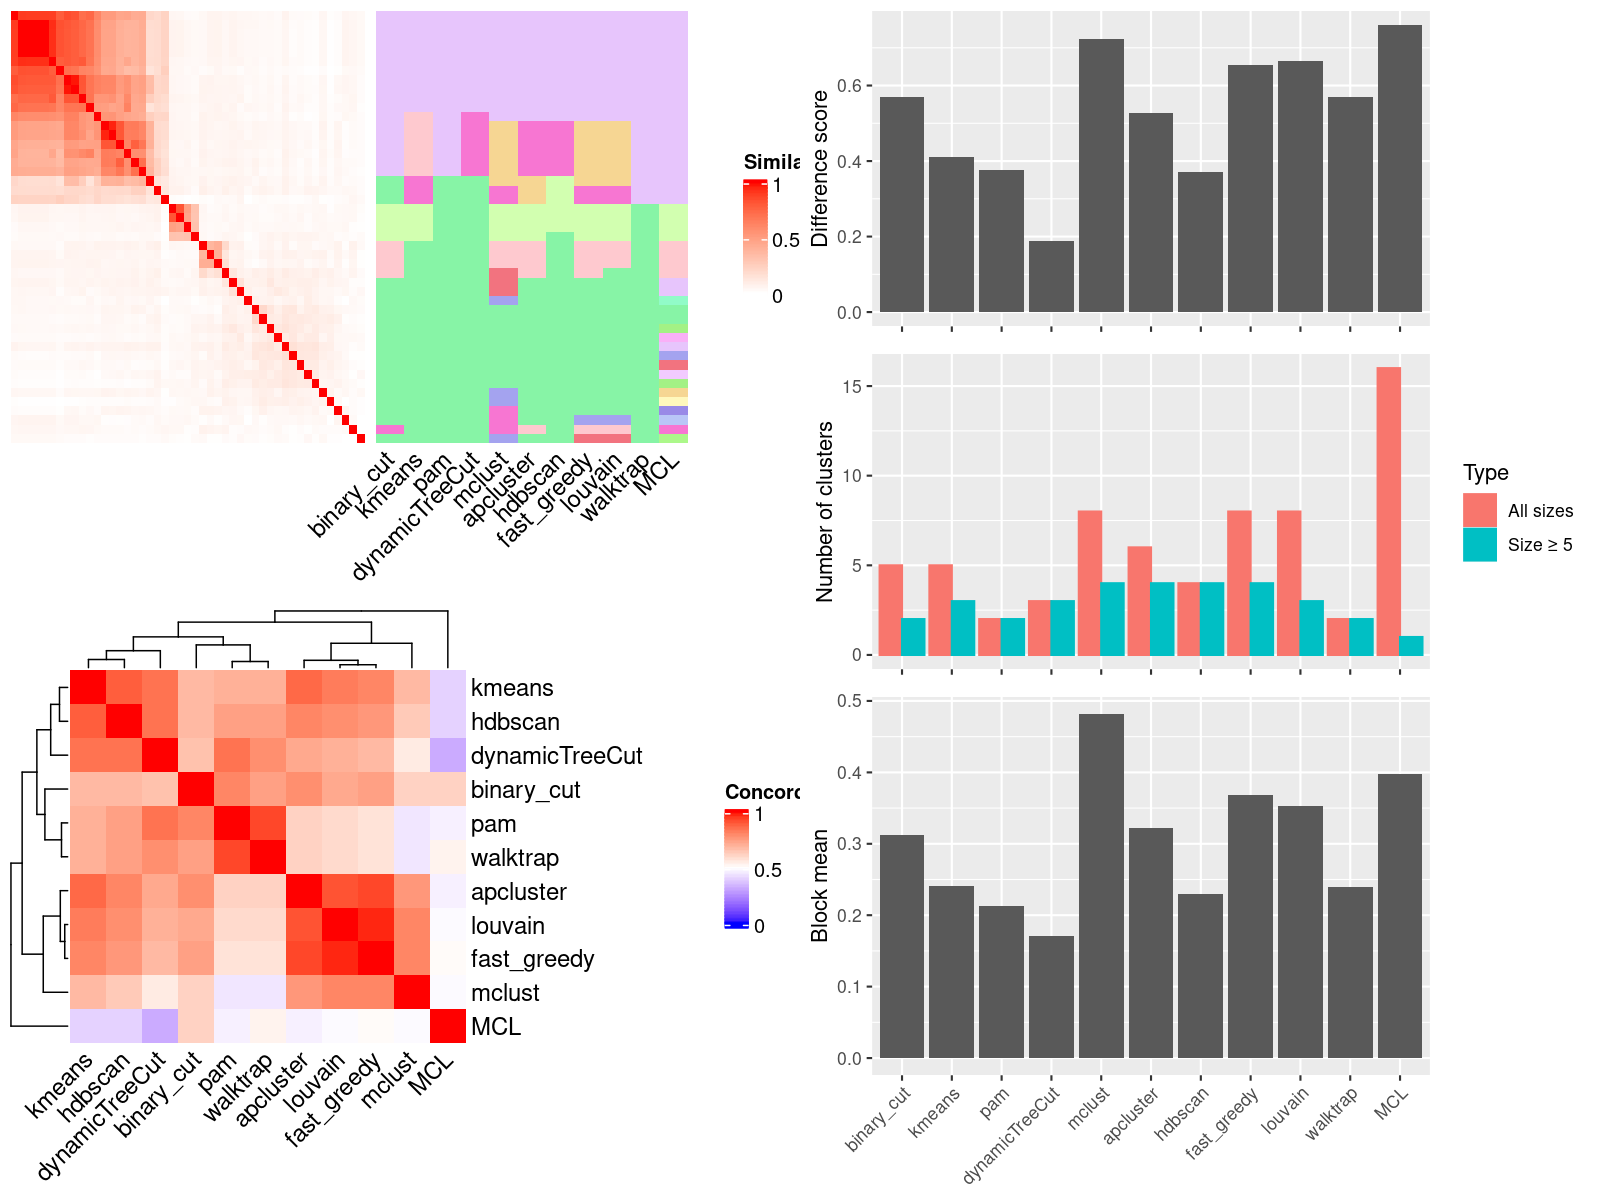 Simila
1
0.5
0
binary_cut
kmeans
pam
dynamicTreeCut
mclust
apcluster
hdbscan
fast_greedy
louvain
walktrap
MCL
kmeans
hdbscan
dynamicTreeCut
binary_cut
pam
walktrap
apcluster
louvain
fast_greedy
mclust
MCL
kmeans
hdbscan
dynamicTreeCut
binary_cut
pam
walktrap
apcluster
louvain
fast_greedy
mclust
MCL
Concord
1
0.5
0
Difference score
0.6
0.4
0.2
0.0
Number of clusters
15
10
5
0
Type
All sizes
Size ≥ 5
Block mean
0.5
0.4
0.3
0.2
0.1
0.0
binary_cut
kmeans
pam
dynamicTreeCut
mclust
apcluster
hdbscan
fast_greedy
louvain
walktrap
MCL